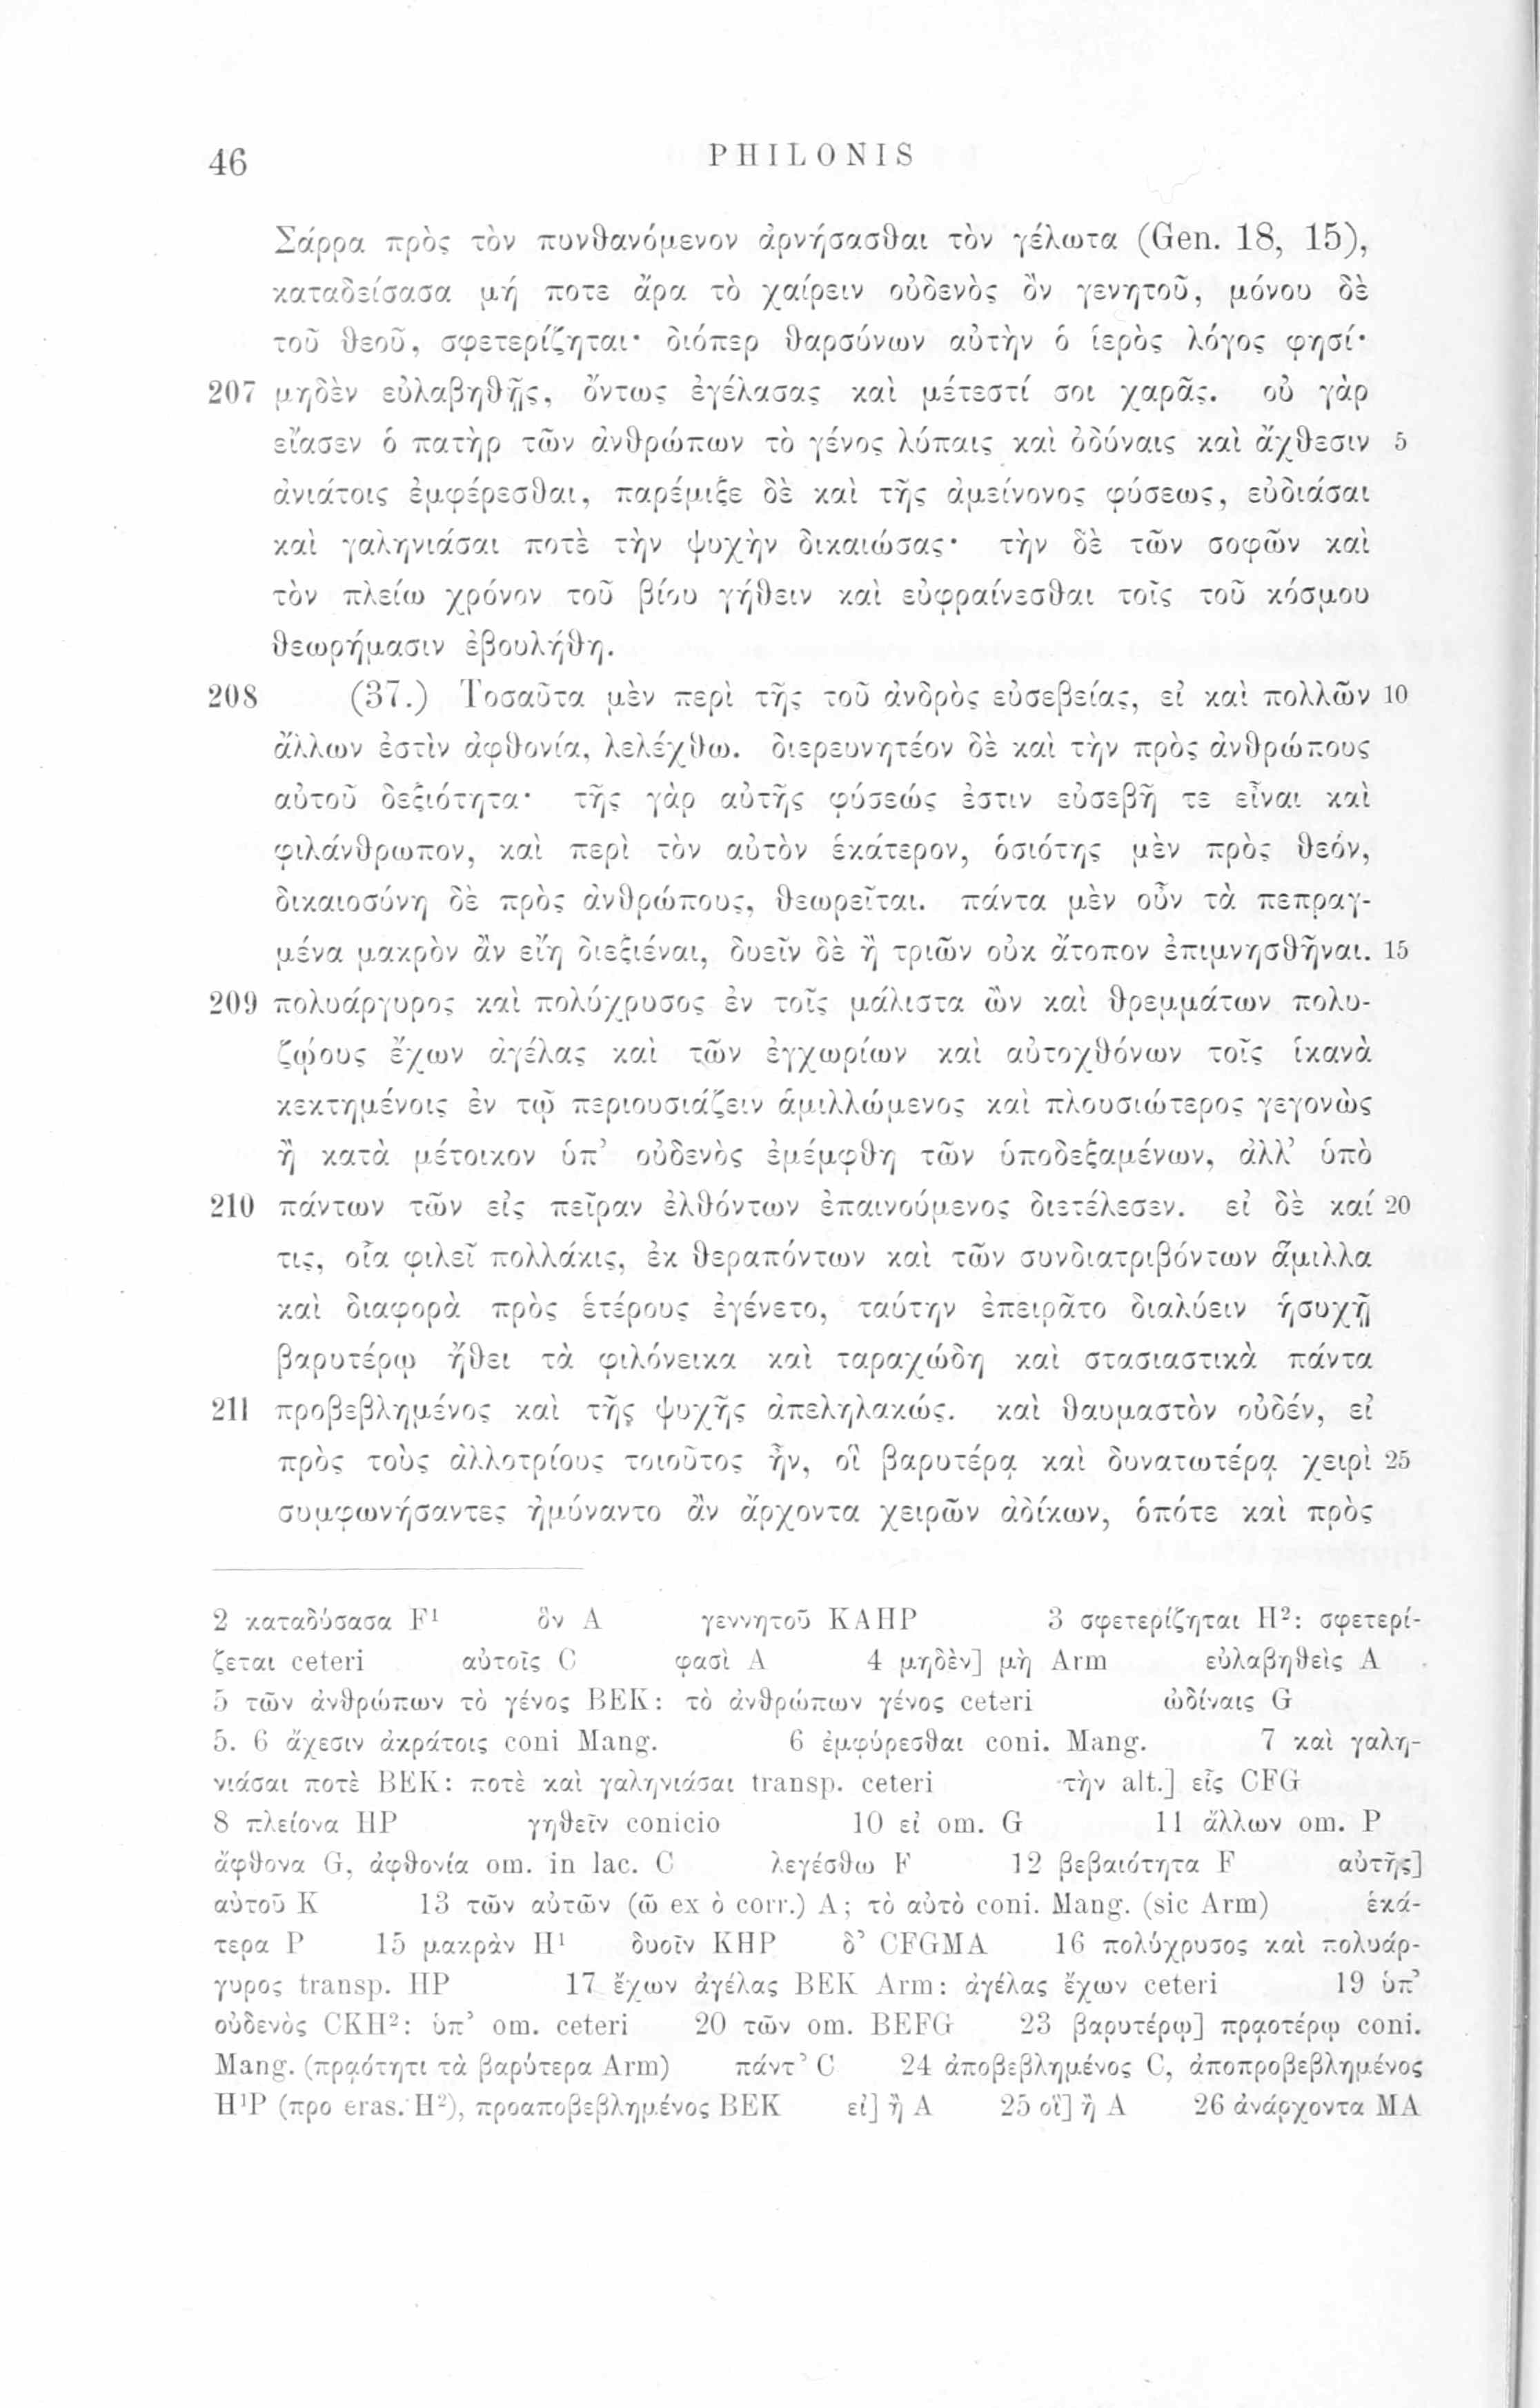 46 PHILONIS
Σάρρα πρὸς τὸν πυνθανόμενον ἀρνήσασθαι τὸν γέλωτα (Gen. 18, 15),
καταδείσασα μή ποτε ἄρα τὸ χαίρειν οὐδενὸς ὂν γενητοῦ, μόνου δὲ
τοῦ θεοῦ, σφετερίζηται· διόπερ θαρσύνων αὐτὴν ὁ ἱερὸς λόγος φησί·
207 μηδὲν εὐλαβηθῇς, ὄντως ἐγέλασας καὶ μέτεστί σοι χαρᾶς. οὐ γὰρ
εἴασεν ὁ πατὴρ τῶν ἀνθρώπων τὸ γένος λύπαις καὶ ὀδύναις καὶ ἄχθεσιν 5
ἀνιάτοις ἐμφέρεσθαι, παρέμιξε δὲ καὶ τῆς ἀμείνονος φύσεως, εὐδιάσαι
καὶ γαληνιάσαι ποτὲ τὴν ψυχὴν δικαιώσας· τὴν δὲ τῶν σοφῶν καὶ
τὸν πλείω χρόνον τοῦ βίου γήθειν καὶ εὐφραίνεσθαι τοῖς τοῦ κόσμου
θεωρήμασιν ἐβουλήθη.
208 (37.) Τοσαῦτα μὲν περὶ τῆς τοῦ ἀνδρὸς εὐσεβείας, εἰ καὶ πολλῶν 10
ἄλλων ἐστὶν ἀφθονία, λελέχθω. διερευνητέον δὲ καὶ τὴν πρὸς ἀνθρώπους
αὐτοῦ δεξιότητα· τῆς γὰρ αὐτῆς φύσεώς ἐστιν εὐσεβῆ τε εἶναι καὶ
φιλάνθρωπον, καὶ περὶ τὸν αὐτὸν ἑκάτερον, ὁσιότης μὲν πρὸς θεόν,
δικαιοσύνη δὲ πρὸς ἀνθρώπους, θεωρεῖται. πάντα μὲν οὖν τὰ πεπραγ-
μένα μακρὸν ἂν εἴη διεξιέναι, δυεῖν δὲ ἢ τριῶν οὐκ ἄτοπον ἐπιμνησθῆναι. 15
209 πολυάργυρος καὶ πολύχρυσος ἐν τοῖς μάλιστα ὢν καὶ θρεμμάτων πολυ-
ζῴους ἔχων ἀγέλας καὶ τῶν ἐγχωρίων καὶ αὐτοχθόνων τοῖς ἱκανὰ
κεκτημένοις ἐν τῷ περιουσιάζειν ἁμιλλώμενος καὶ πλουσιώτερος γεγονὼς
ἢ κατὰ μέτοικον ὑπ’ οὐδενὸς ἐμέμφθη τῶν ὑποδεξαμένων, ἀλλ’ ὑπὸ
210 πάντων τῶν εἰς πεῖραν ἐλθόντων ἐπαινούμενος διετέλεσεν. εἰ δὲ καί 20
τις, οἷα φιλεῖ πολλάκις, ἐκ θεραπόντων καὶ τῶν συνδιατριβόντων ἅμιλλα
καὶ διαφορὰ πρὸς ἑτέρους ἐγένετο, ταύτην ἐπειρᾶτο διαλύειν ἡσυχῇ
βαρυτέρῳ ἤθει τὰ φιλόνεικα καὶ ταραχώδη καὶ στασιαστικὰ πάντα
211 προβεβλημένος καὶ τῆς ψυχῆς ἀπεληλακώς. καὶ θαυμαστὸν οὐδέν, εἰ
πρὸς τοὺς ἀλλοτρίους τοιοῦτος ἦν, οἳ βαρυτέρᾳ καὶ δυνατωτέρᾳ χειρὶ 25
συμφωνήσαντες ἠμύναντο ἂν ἄρχοντα χειρῶν ἀδίκων, ὁπότε καὶ πρὸς
2 καταδύσασα F¹ ὃν A γεννητοῦ KAHP 3 σφετερίζηται H²: σφετερί-
ζεται ceteri αὐτοῖς C φασὶ A 4 μηδὲν] μὴ Arm εὐλαβηθεὶς A
5 τῶν ἀνθρώπων τὸ γένος BEK: τὸ ἀνθρώπων γένος ceteri ὠδίναις G
5. 6 ἄχεσιν ἀκράτοις coni Mang. 6 ἐμφύρεσθαι coni. Mang. 7 καὶ γαλη-
νιάσαι ποτὲ BEK: ποτὲ καὶ γαληνιάσαι transp. ceteri τὴν alt.] εἰς CFG
8 πλείονα HP γηθεῖν conicio 10 εἰ om. G 11 ἄλλων om. P
ἄφθονα G, ἀφθονία om. in lac. C λεγέσθω F 12 βεβαιότητα F αὐτῆς]
αὐτοῦ K 13 τῶν αὐτῶν (ῶ ex ὸ corr.) A; τὸ αὐτὸ coni. Mang. (sic Arm) ἑκά-
τερα P 15 μακρὰν H¹ δυοῖν KHP δ’ CFGMA 16 πολύχρυσος καὶ πολυάρ-
γυρος transp. HP 17 ἔχων ἀγέλας BEK Arm: ἀγέλας ἔχων ceteri 19 ὑπ’
οὐδενὸς CKH²: ὑπ’ om. ceteri 20 τῶν om. BEFG 23 βαρυτέρῳ] πρᾳοτέρῳ coni.
Mang. (πρᾳότητι τὰ βαρύτερα Arm) πάντ’ C 24 ἀποβεβλημένος C, ἀποπροβεβλημένος
H¹P (προ eras. H²), προαποβεβλημένος BEK εἰ] ἢ A 25 οἳ] ἢ A 26 ἀνάρχοντα MA